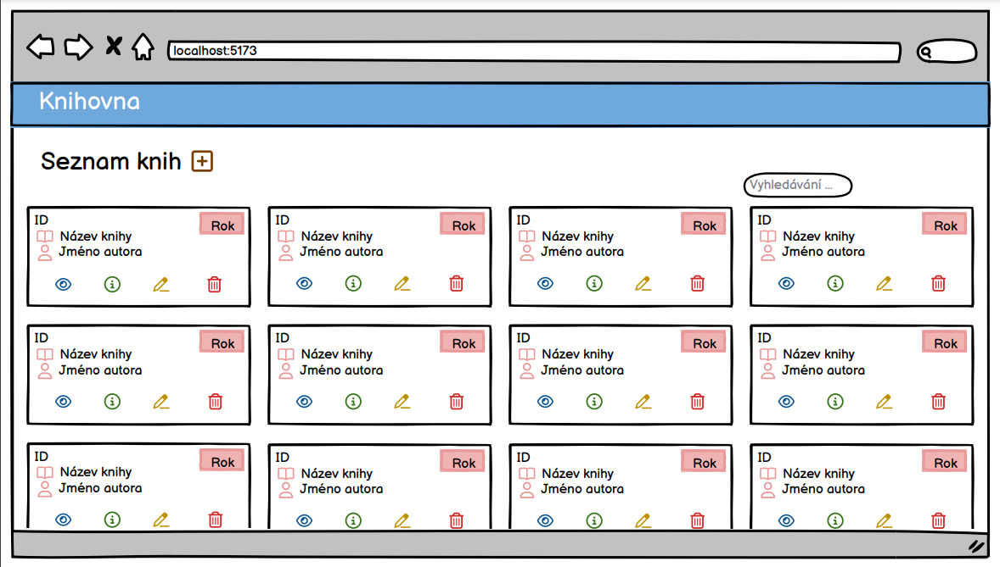 localhost:5173
Knihovna
Seznam knih
Vyhledávání ...
ID Rok
Název knihy
Jméno autora
ID Rok
Název knihy
Jméno autora
ID Rok
Název knihy
Jméno autora
ID Rok
Název knihy
Jméno autora
ID Rok
Název knihy
Jméno autora
ID Rok
Název knihy
Jméno autora
ID Rok
Název knihy
Jméno autora
ID Rok
Název knihy
Jméno autora
ID Rok
Název knihy
Jméno autora
ID Rok
Název knihy
Jméno autora
ID Rok
Název knihy
Jméno autora
ID Rok
Název knihy
Jméno autora